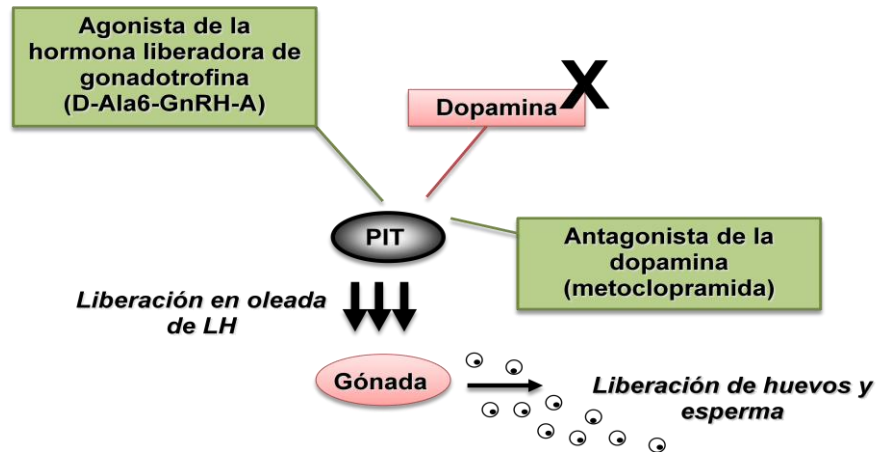 Agonista de la
hormona liberadora de
gonadotrofina
(D-Ala6-GnRH-A)
Dopamina
X
PIT
Antagonista de la
dopamina
(metoclopramida)
Liberación en oleada
de LH
Gónada
Liberación de huevos y
esperma